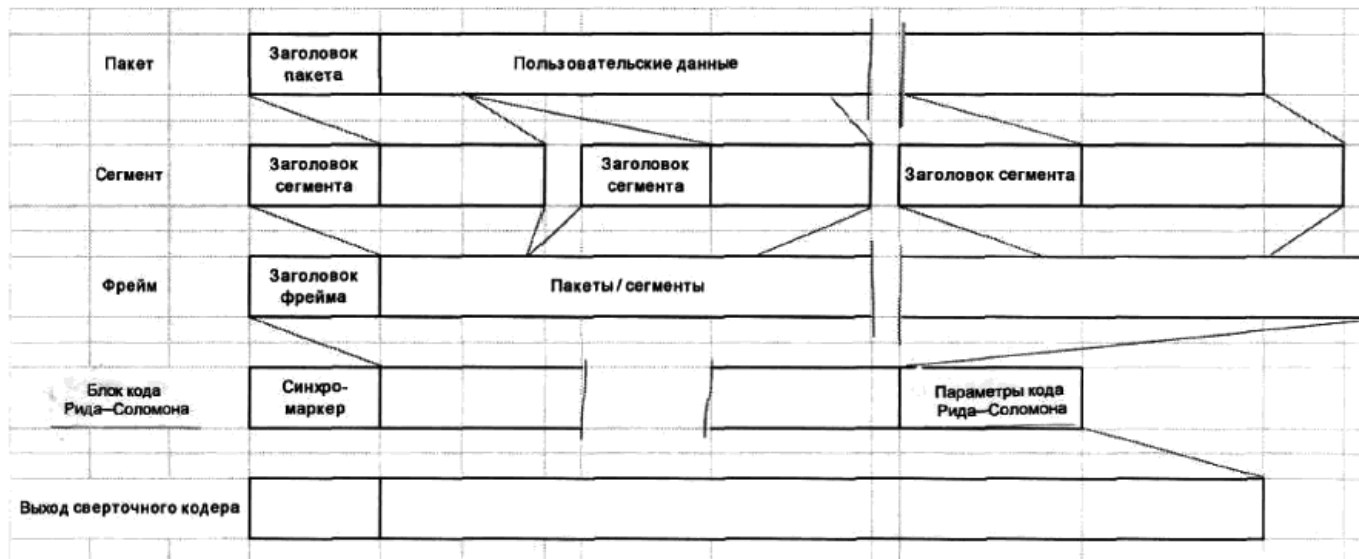 Пакет
Заголовок
пакета
Пользовательские данные
Сегмент
Заголовок
сегмента
Заголовок
сегмента
Заголовок сегмента
Фрейм
Заголовок
фрейма
Пакеты / сегменты
Блок кода
Рида–Соломона
Синхро-
маркер
Параметры кода
Рида–Соломона
Выход сверточного кодера